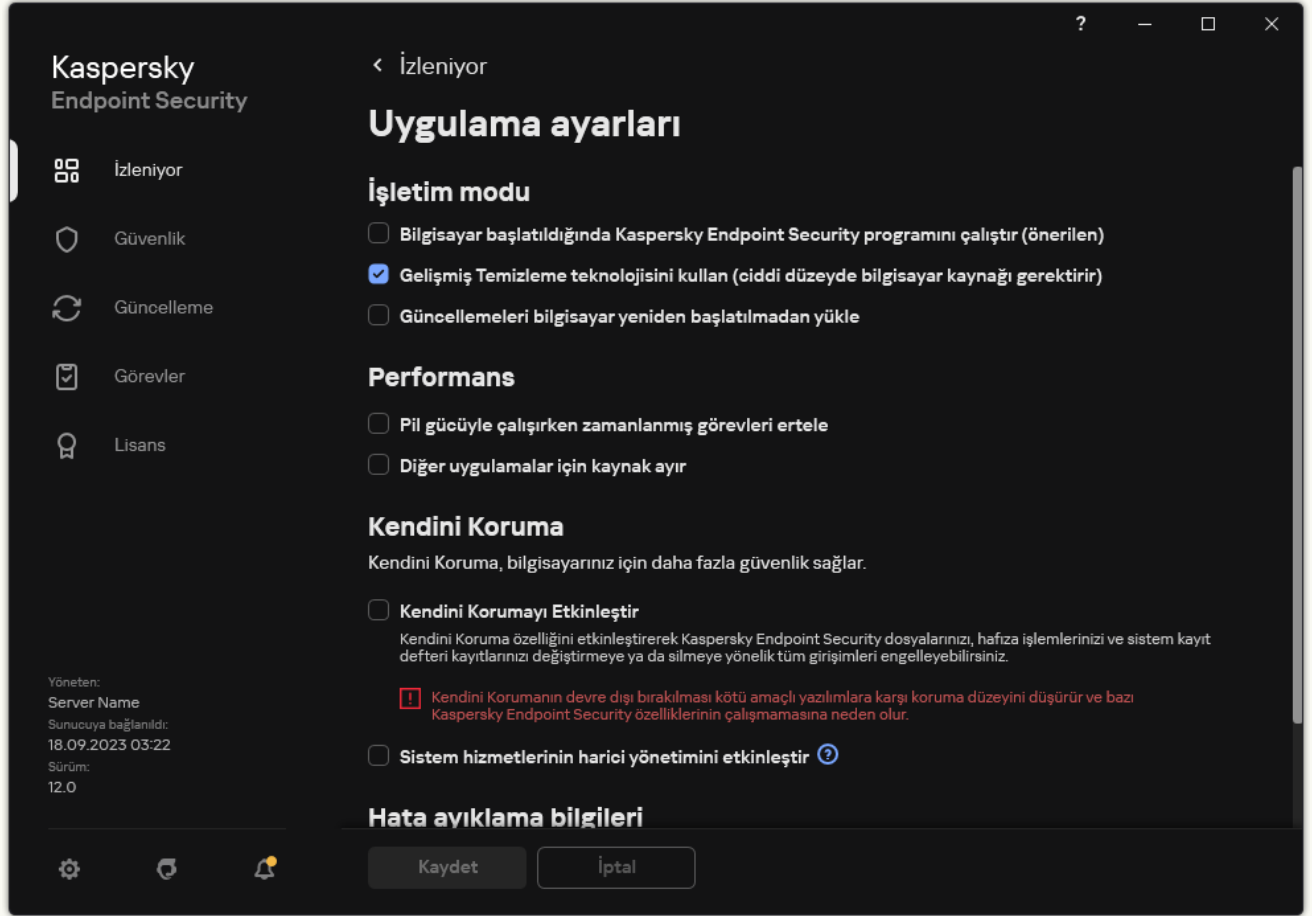 ?
Kaspersky
Endpoint Security
İzleniyor
Güvenlik
Güncelleme
Görevler
Lisans
Yöneten:
Server Name
Sunucuya bağlanıldı:
18.09.2023 03:22
Sürüm:
12.0
İzleniyor
Uygulama ayarları
İşletim modu
Bilgisayar başlatıldığında Kaspersky Endpoint Security programını çalıştır (önerilen)
Gelişmiş Temizleme teknolojisini kullan (ciddi düzeyde bilgisayar kaynağı gerektirir)
Güncellemeleri bilgisayar yeniden başlatılmadan yükle
Performans
Pil gücüyle çalışırken zamanlanmış görevleri ertele
Diğer uygulamalar için kaynak ayır
Kendini Koruma
Kendini Koruma, bilgisayarınız için daha fazla güvenlik sağlar.
Kendini Korumayı Etkinleştir
Kendini Koruma özelliğini etkinleştirerek Kaspersky Endpoint Security dosyalarınızı, hafıza işlemlerinizi ve sistem kayıt
defteri kayıtlarınızı değiştirmeye ya da silmeye yönelik tüm girişimleri engelleyebilirsiniz.
! Kendini Korumanın devre dışı bırakılması kötü amaçlı yazılımlara karşı koruma düzeyini düşürür ve bazı
Kaspersky Endpoint Security özelliklerinin çalışmamasına neden olur.
Sistem hizmetlerinin harici yönetimini etkinleştir ?
Hata ayıklama bilgileri
Kaydet
İptal